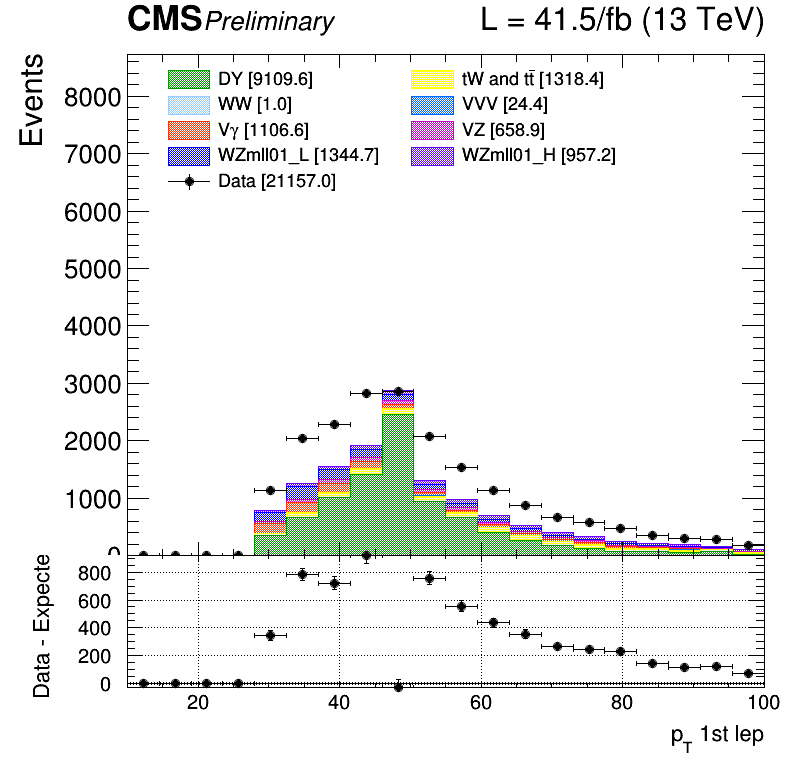 CMS Preliminary L = 41.5/fb (13 TeV)
Events
DY [9109.6] tW and tt̄ [1318.4]
WW [1.0] VVV [24.4]
Vγ [1106.6] VZ [658.9]
WZmll01_L [1344.7] WZmll01_H [957.2]
Data [21157.0]
8000
7000
6000
5000
4000
3000
2000
1000
0
Data - Expecte
800
600
400
200
0
20 40 60 80 100
p_T 1st lep